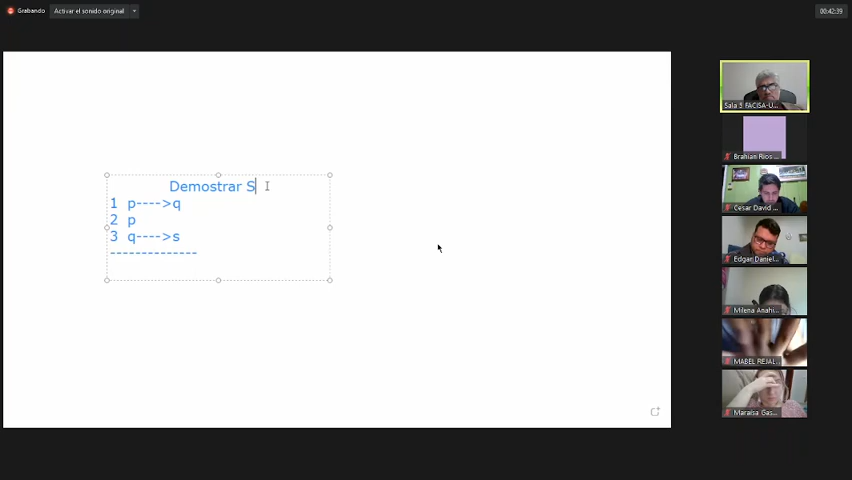 Grabando
Activar el sonido original
00:42:39
Demostrar S
1 p---->q
2 p
3 q---->s
--------------
Sala 5 FACISA-U...
Brahian Rios ...
Cesar David ...
Edgar Daniel...
Milena Anahi...
MABEL REJAL...
Maraisa Gas...